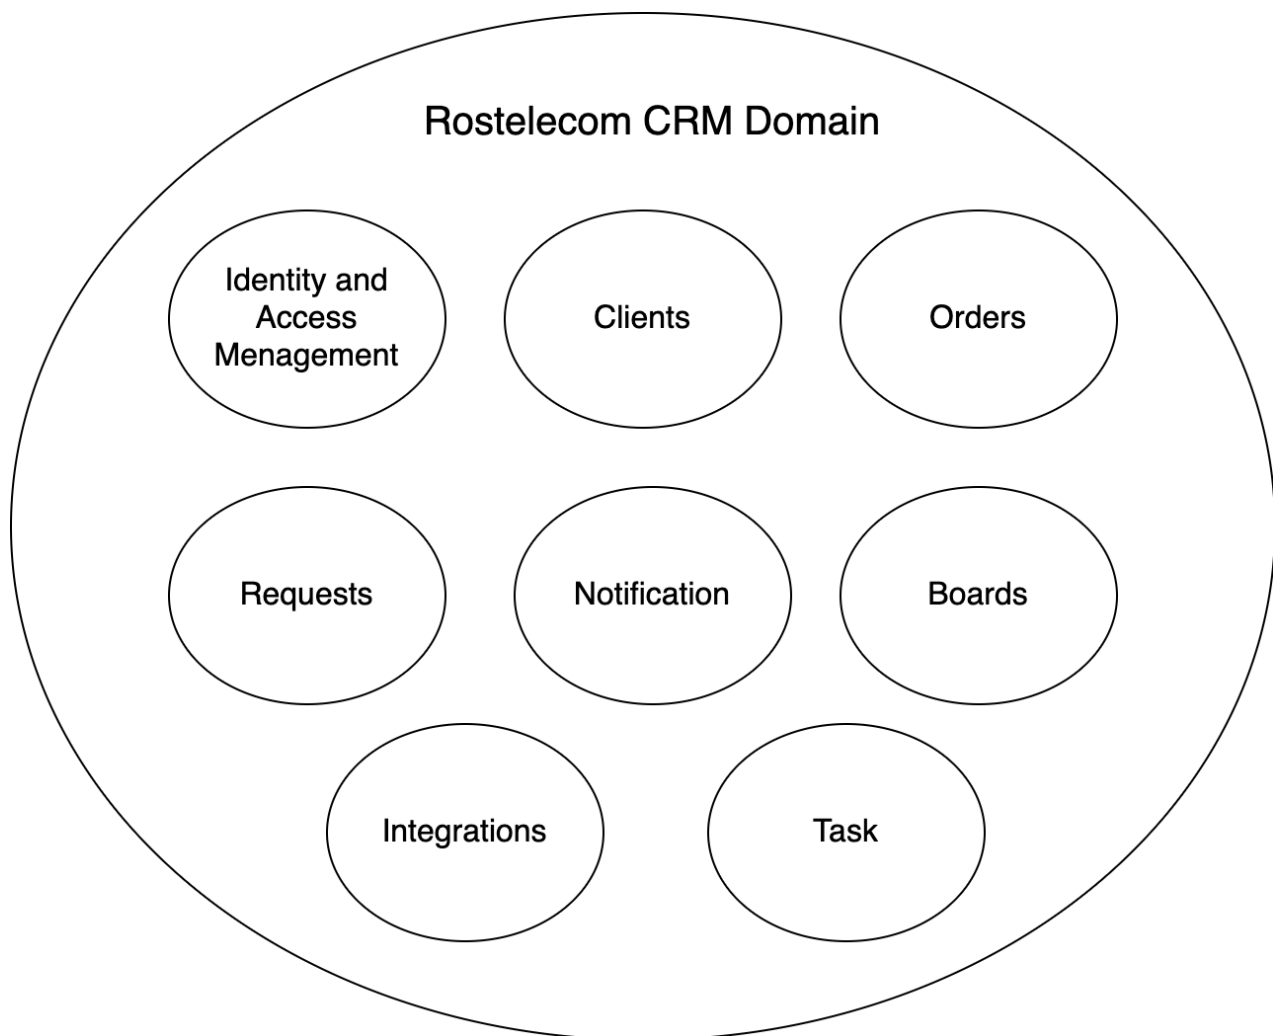 Rostelecom CRM Domain
Identity and
Access
Menagement
Clients
Orders
Requests
Notification
Boards
Integrations
Task